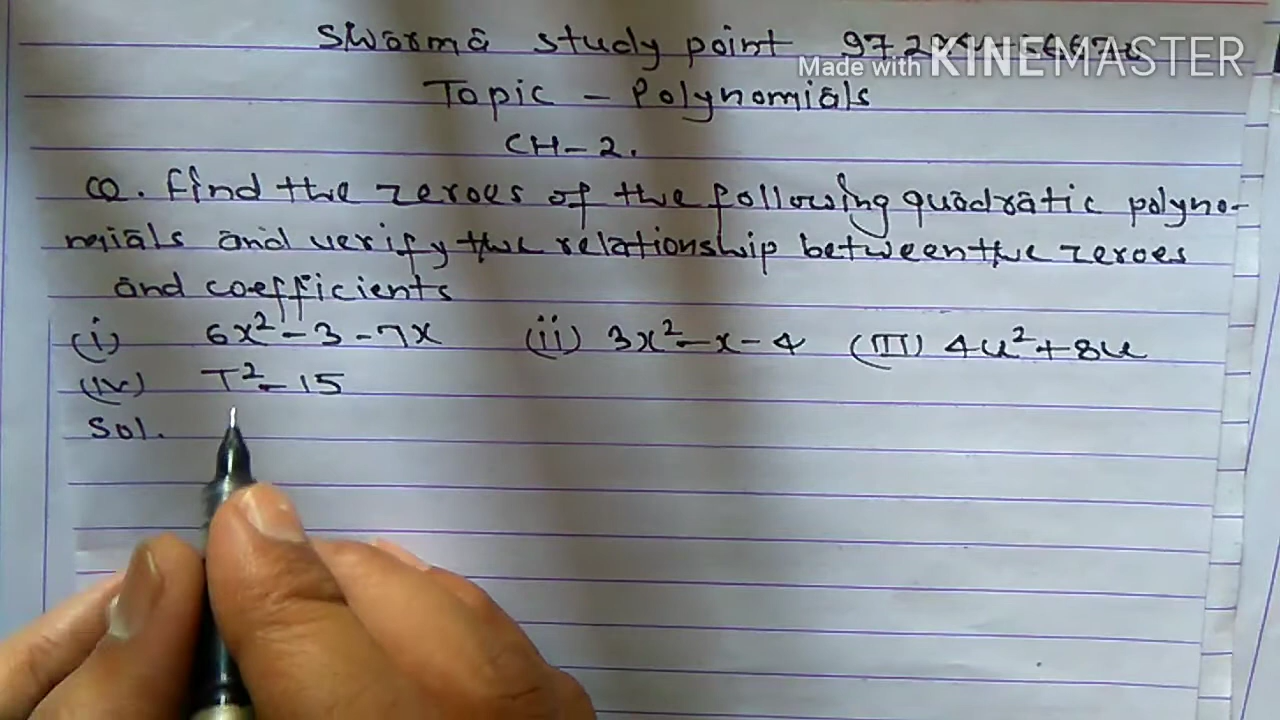 Sharma study point
Made with KINEMASTER
Topic - Polynomials
CH-2.
Q. Find the zeroes of the following quadratic polyno-
mials and verify the relationship between the zeroes
and coefficients
(i) 6x²-3-7x (ii) 3x²-x-4 (III) 4u²+8u
(iv) T²-15
Sol.